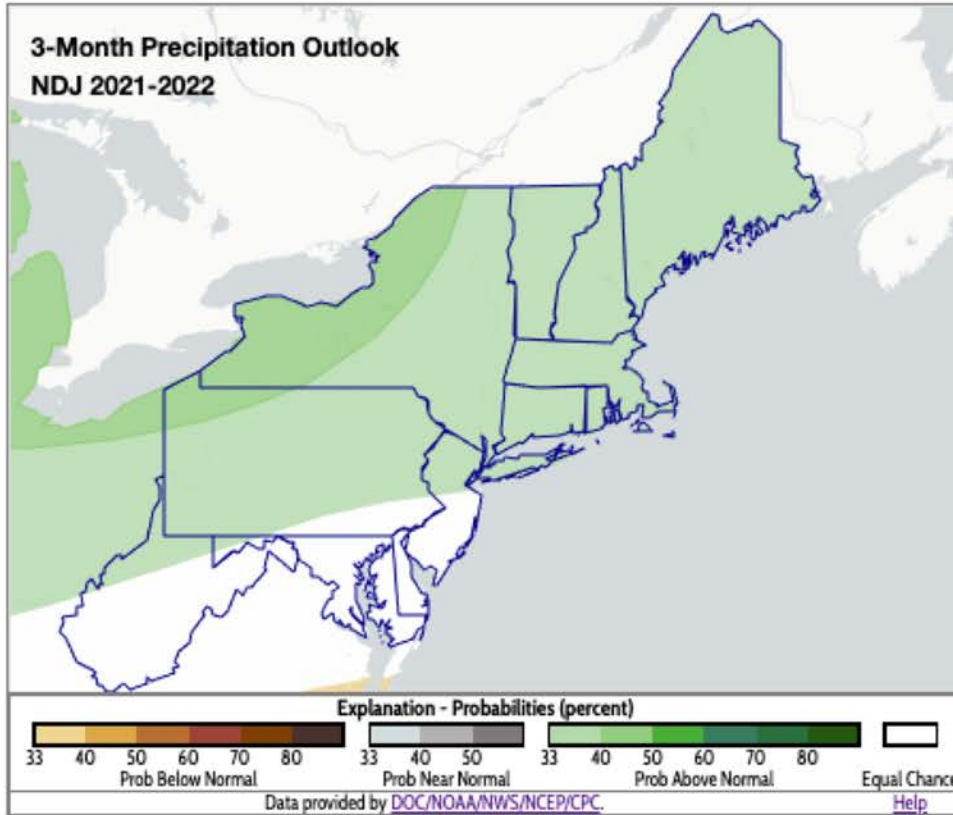 3-Month Precipitation Outlook
NDJ 2021-2022
Explanation - Probabilities (percent)
33 40 50 60 70 80 33 40 50 33 40 50 60 70 80
Prob Below Normal Prob Near Normal Prob Above Normal Equal Chance
Data provided by DOC/NOAA/NWS/NCEP/CPC. Help